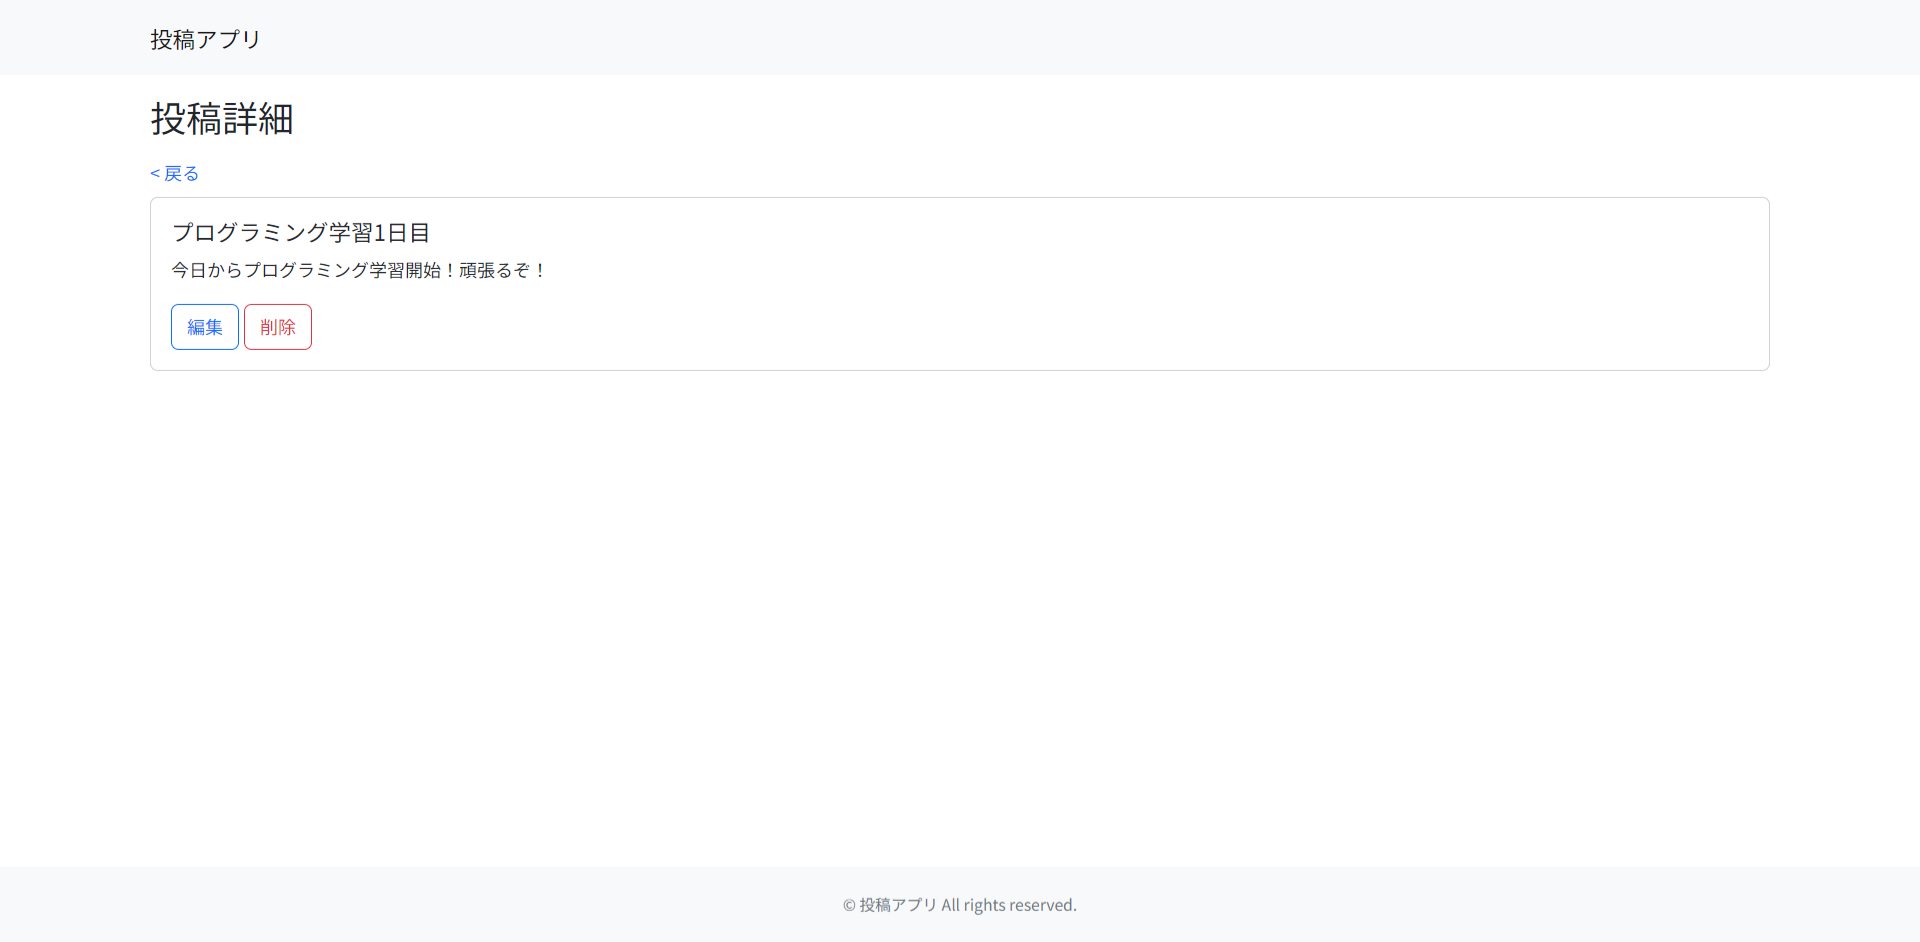 投稿アプリ
投稿詳細
< 戻る
プログラミング学習1日目
今日からプログラミング学習開始！頑張るぞ！
編集 削除
© 投稿アプリ All rights reserved.